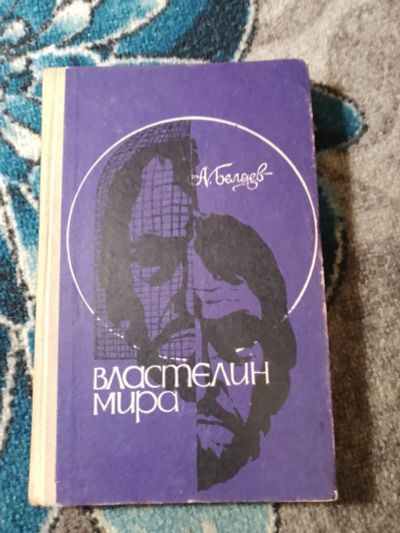 А. Беляев
Властелин
мира